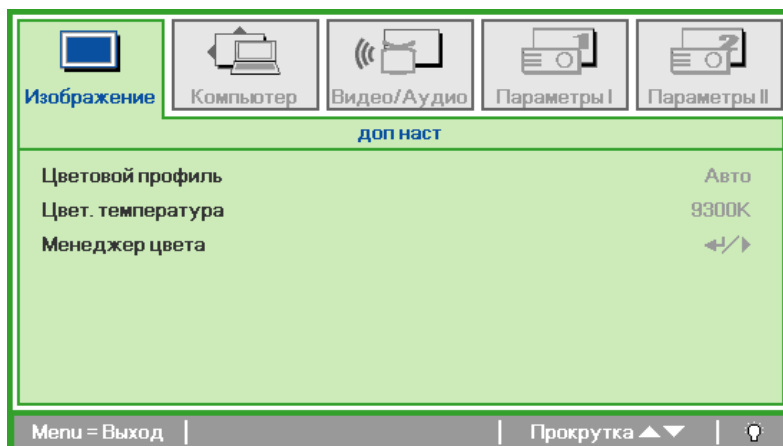 Изображение Компьютер Видео/Аудио Параметры I Параметры II
доп наст
Цветовой профиль Авто
Цвет. температура 9300K
Менеджер цвета
Menu = Выход Прокрутка